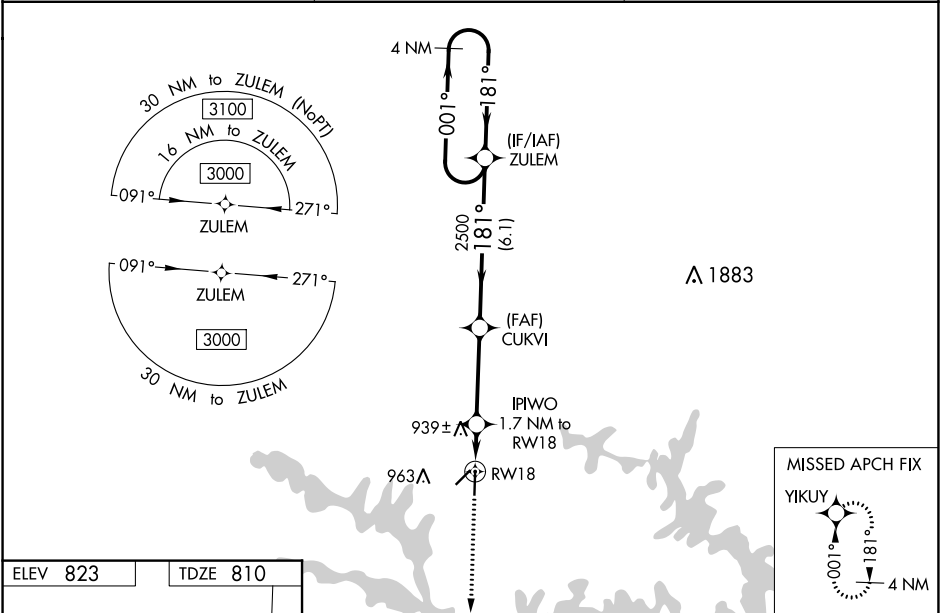 30 NM to ZULEM (NoPT)
3100
16 NM to ZULEM
3000
091°
271°
ZULEM
091°
271°
ZULEM
3000
30 NM to ZULEM
4 NM
001°
181°
(IF/IAF)
ZULEM
2500
181°
(6.1)
1883
(FAF)
CUKVI
IPIWO
1.7 NM to
RW18
939±
963
RW18
MISSED APCH FIX
YIKUY
001°
181°
4 NM
ELEV 823
TDZE 810